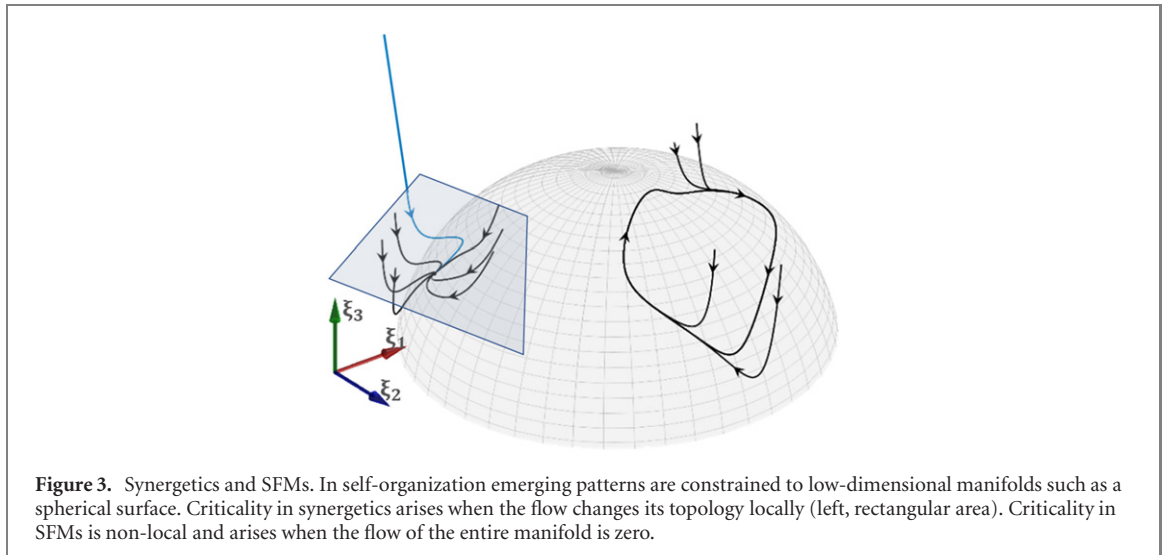 ξ3
ξ1
ξ2
Figure 3. Synergetics and SFMs. In self-organization emerging patterns are constrained to low-dimensional manifolds such as a
spherical surface. Criticality in synergetics arises when the flow changes its topology locally (left, rectangular area). Criticality in
SFMs is non-local and arises when the flow of the entire manifold is zero.